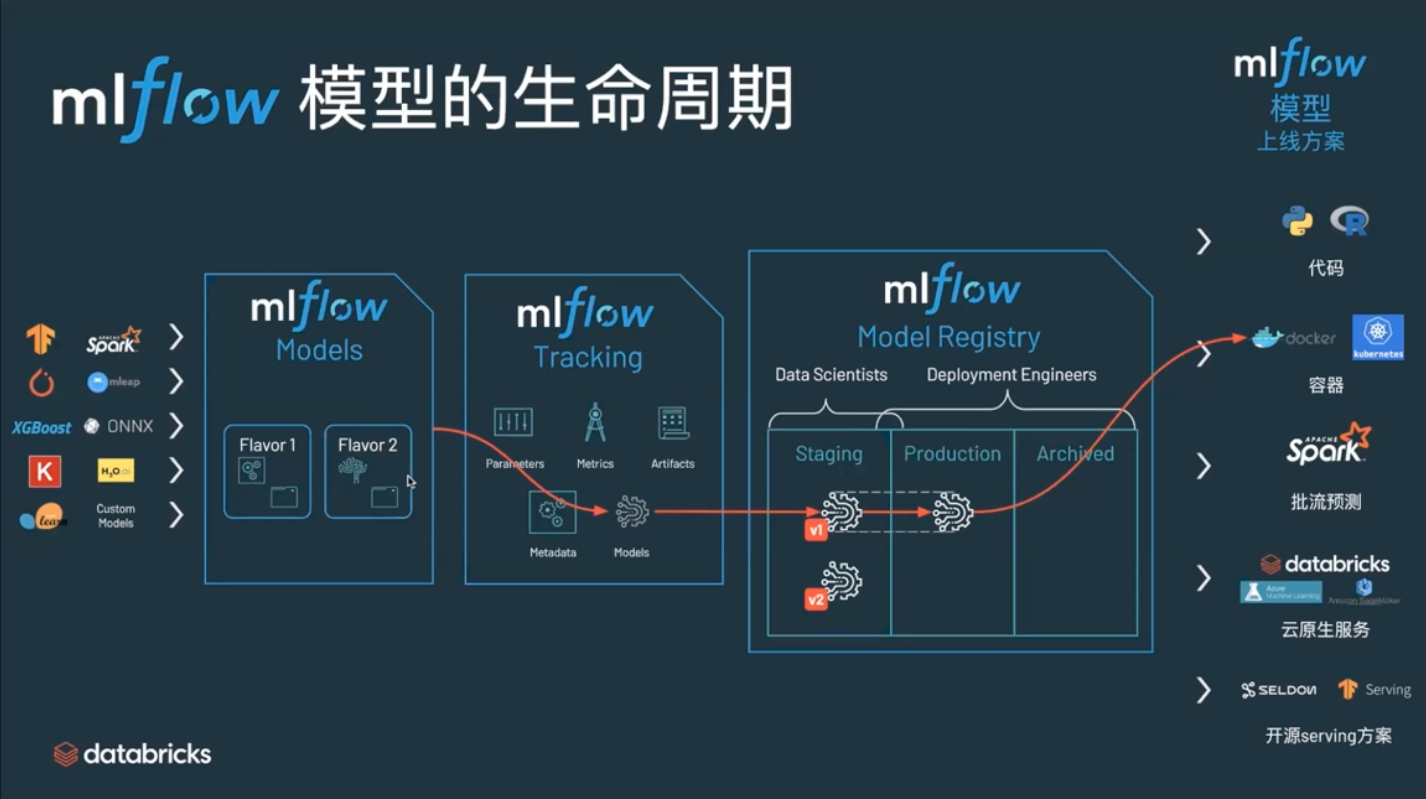 mlflow 模型的生命周期
mlflow
模型
上线方案
APACHE
Spark
mleap
XGBoost
ONNX
K
H2O.ai
learn
Custom
Models
mlflow
Models
Flavor 1
Flavor 2
mlflow
Tracking
Parameters
Metrics
Artifacts
Metadata
Models
mlflow
Model Registry
Data Scientists
Deployment Engineers
Staging
Production
Archived
v1
v2
R
代码
docker
kubernetes
容器
APACHE
Spark
批流预测
databricks
Azure
Machine Learning
Amazon SageMaker
云原生服务
SELDON
Serving
开源serving方案
databricks